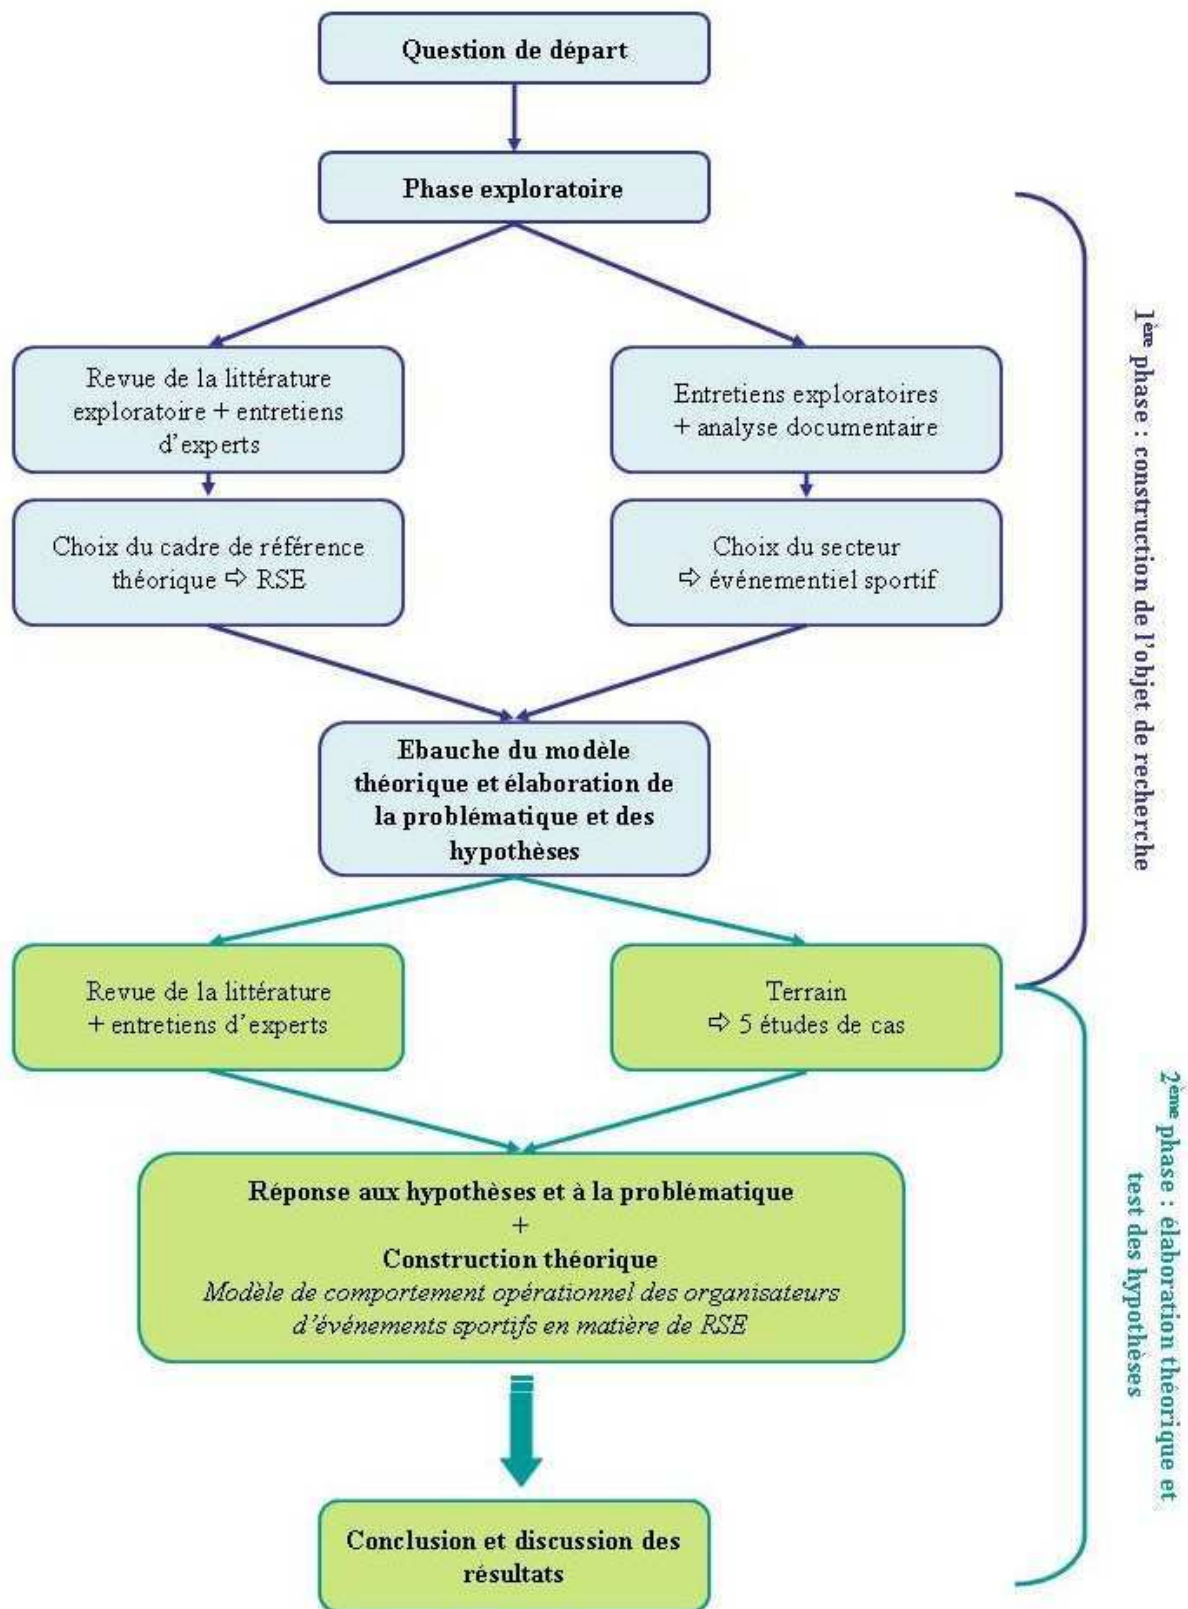 Question de départ
Phase exploratoire
Revue de la littérature
exploratoire + entretiens
d'experts
Entretiens exploratoires
+ analyse documentaire
Choix du cadre de référence
théorique ⇨ RSE
Choix du secteur
⇨ événementiel sportif
Ebauche du modèle
théorique et élaboration de
la problématique et des
hypothèses
1ère phase : construction de l'objet de recherche
Revue de la littérature
+ entretiens d'experts
Terrain
⇨ 5 études de cas
Réponse aux hypothèses et à la problématique
+
Construction théorique
Modèle de comportement opérationnel des organisateurs
d'événements sportifs en matière de RSE
2ème phase : élaboration théorique et
test des hypothèses
Conclusion et discussion des
résultats